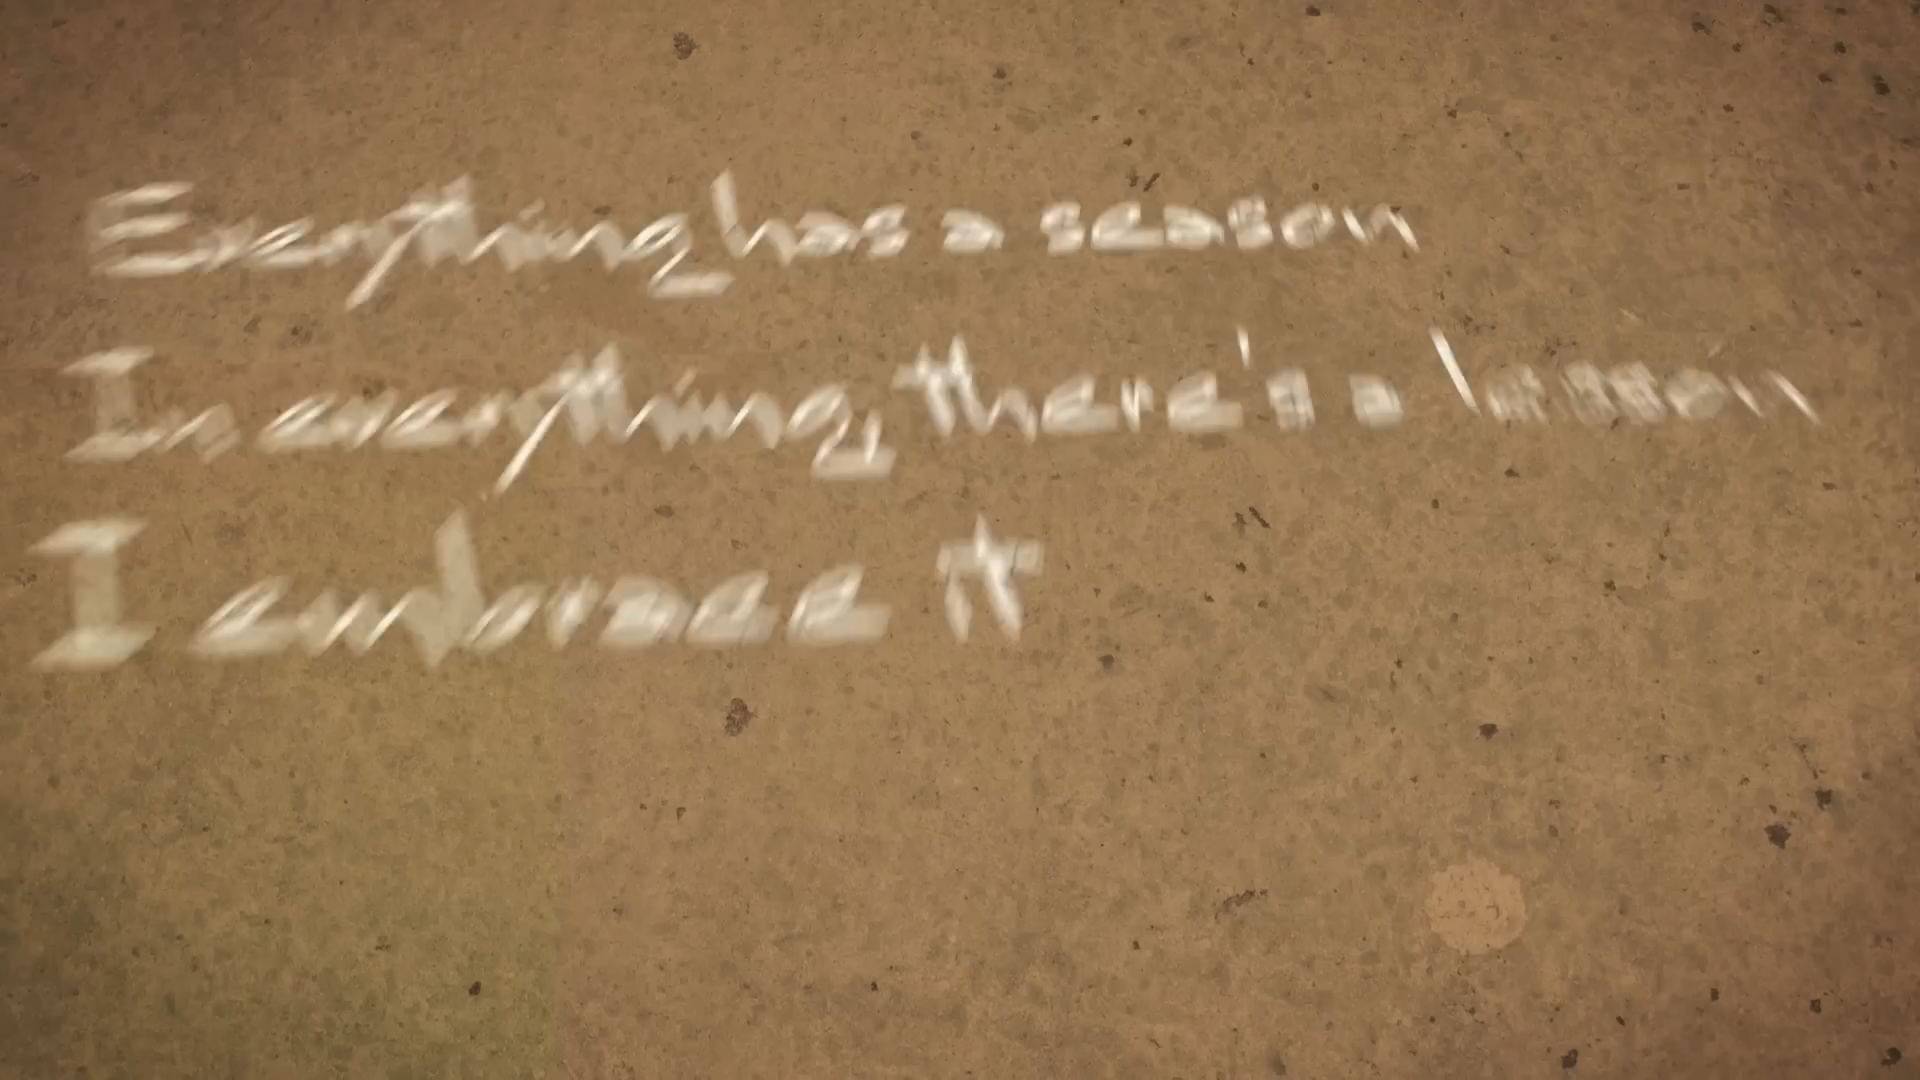 Everything has a season
In everything, there's a lesson
I embrace it